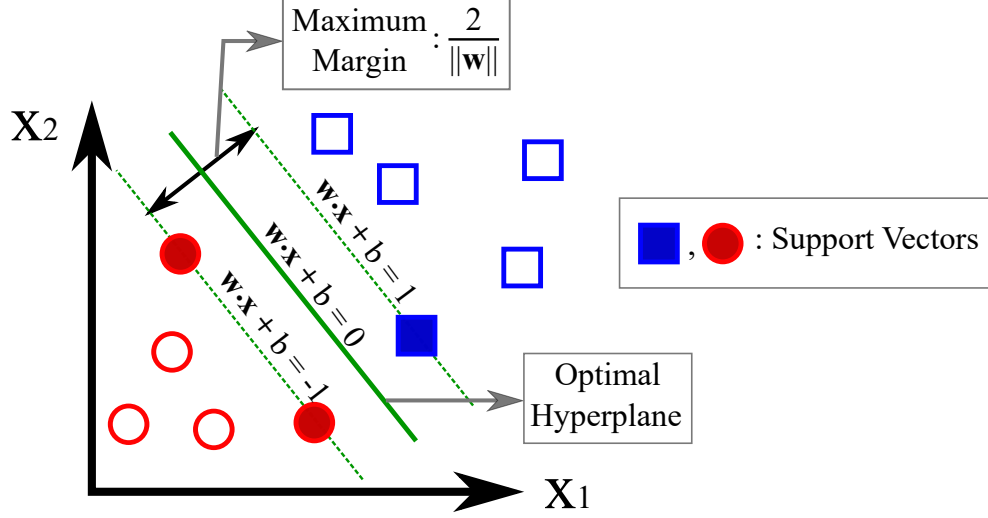 Maximum
Margin : 2/||w||
X2
w·x + b = 1
w·x + b = 0
w·x + b = -1
, : Support Vectors
Optimal
Hyperplane
X1